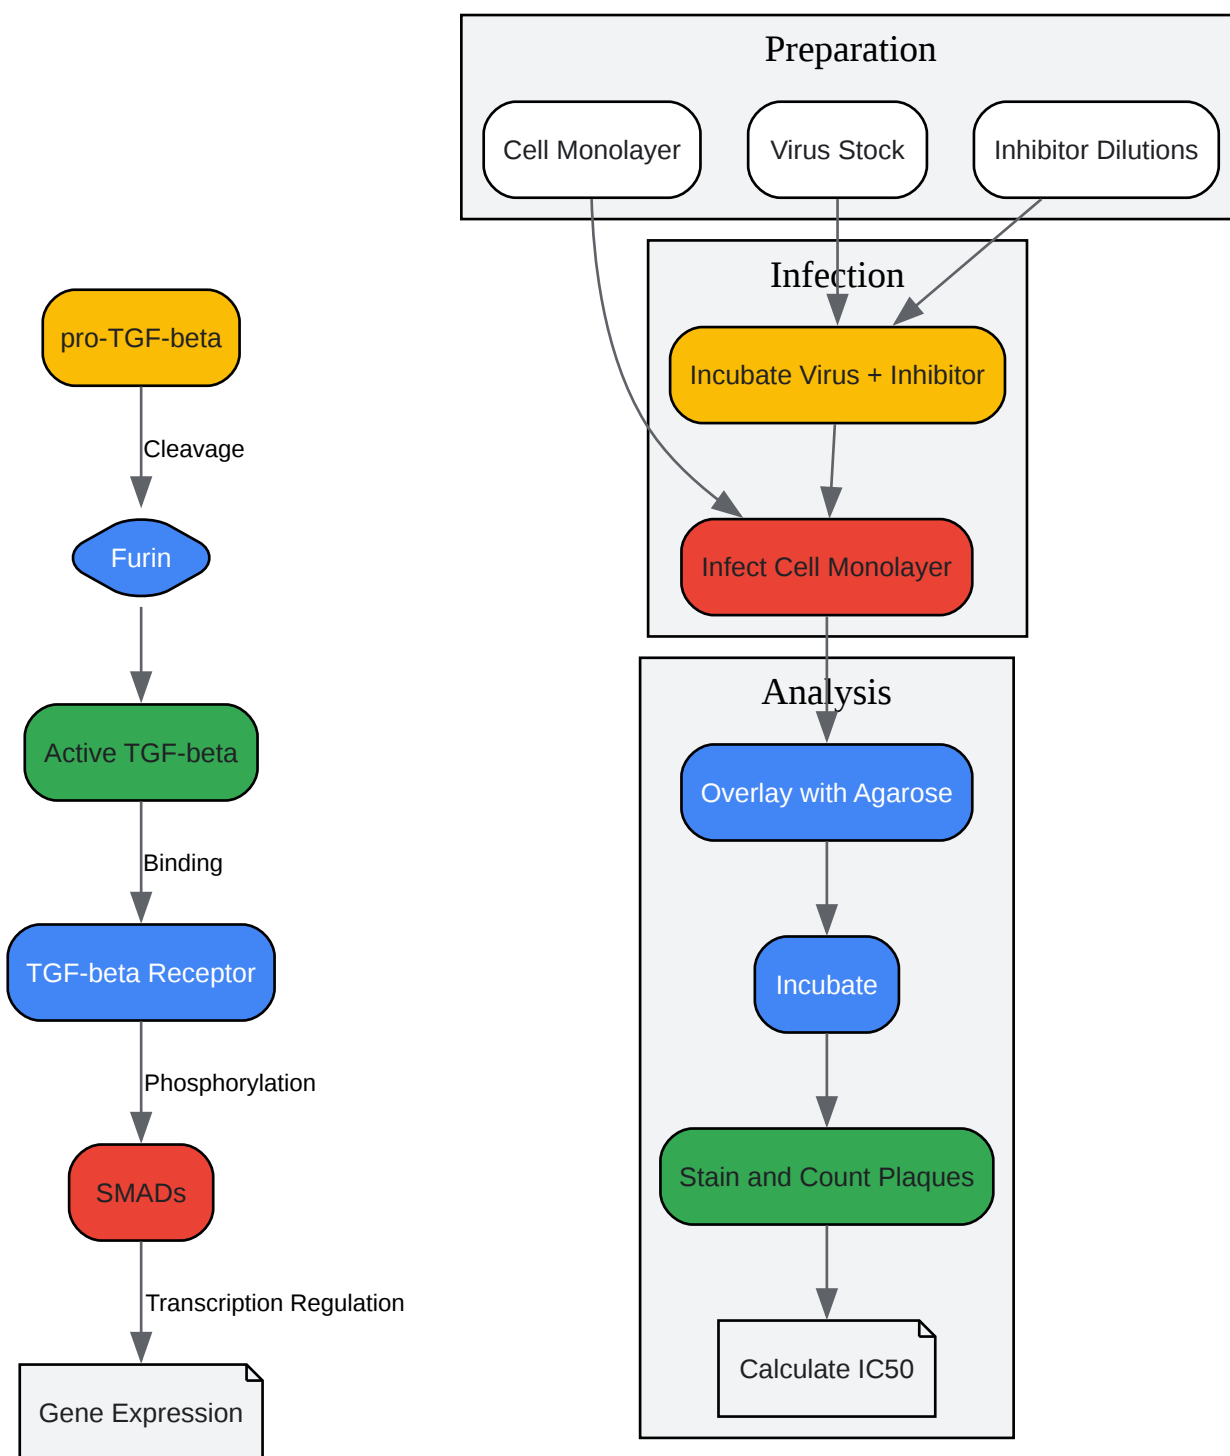 pro-TGF-beta
Cleavage
Furin
Active TGF-beta
Binding
TGF-beta Receptor
Phosphorylation
SMADs
Transcription Regulation
Gene Expression
Preparation
Cell Monolayer
Virus Stock
Inhibitor Dilutions
Infection
Incubate Virus + Inhibitor
Infect Cell Monolayer
Analysis
Overlay with Agarose
Incubate
Stain and Count Plaques
Calculate IC50